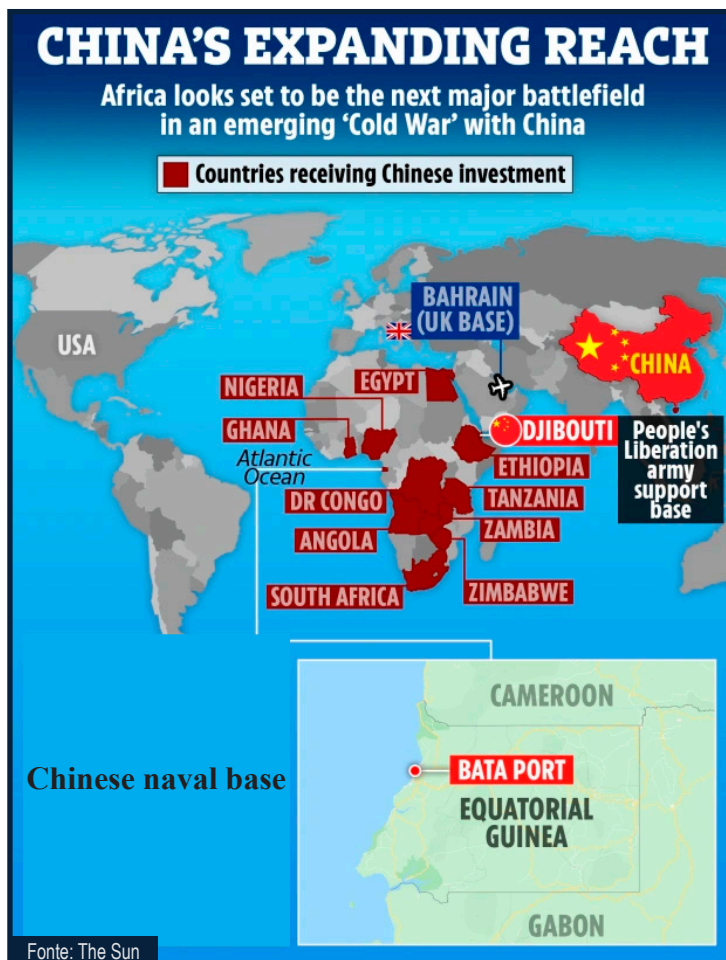 CHINA'S EXPANDING REACH
Africa looks set to be the next major battlefield
in an emerging ‘Cold War’ with China
Countries receiving Chinese investment
BAHRAIN
(UK BASE)
USA
CHINA
NIGERIA
EGYPT
GHANA
DJIBOUTI
People's
Liberation
army
support
base
Atlantic
Ocean
ETHIOPIA
DR CONGO
TANZANIA
ANGOLA
ZAMBIA
SOUTH AFRICA
ZIMBABWE
CAMEROON
Chinese naval base
BATA PORT
EQUATORIAL
GUINEA
GABON
Fonte: The Sun